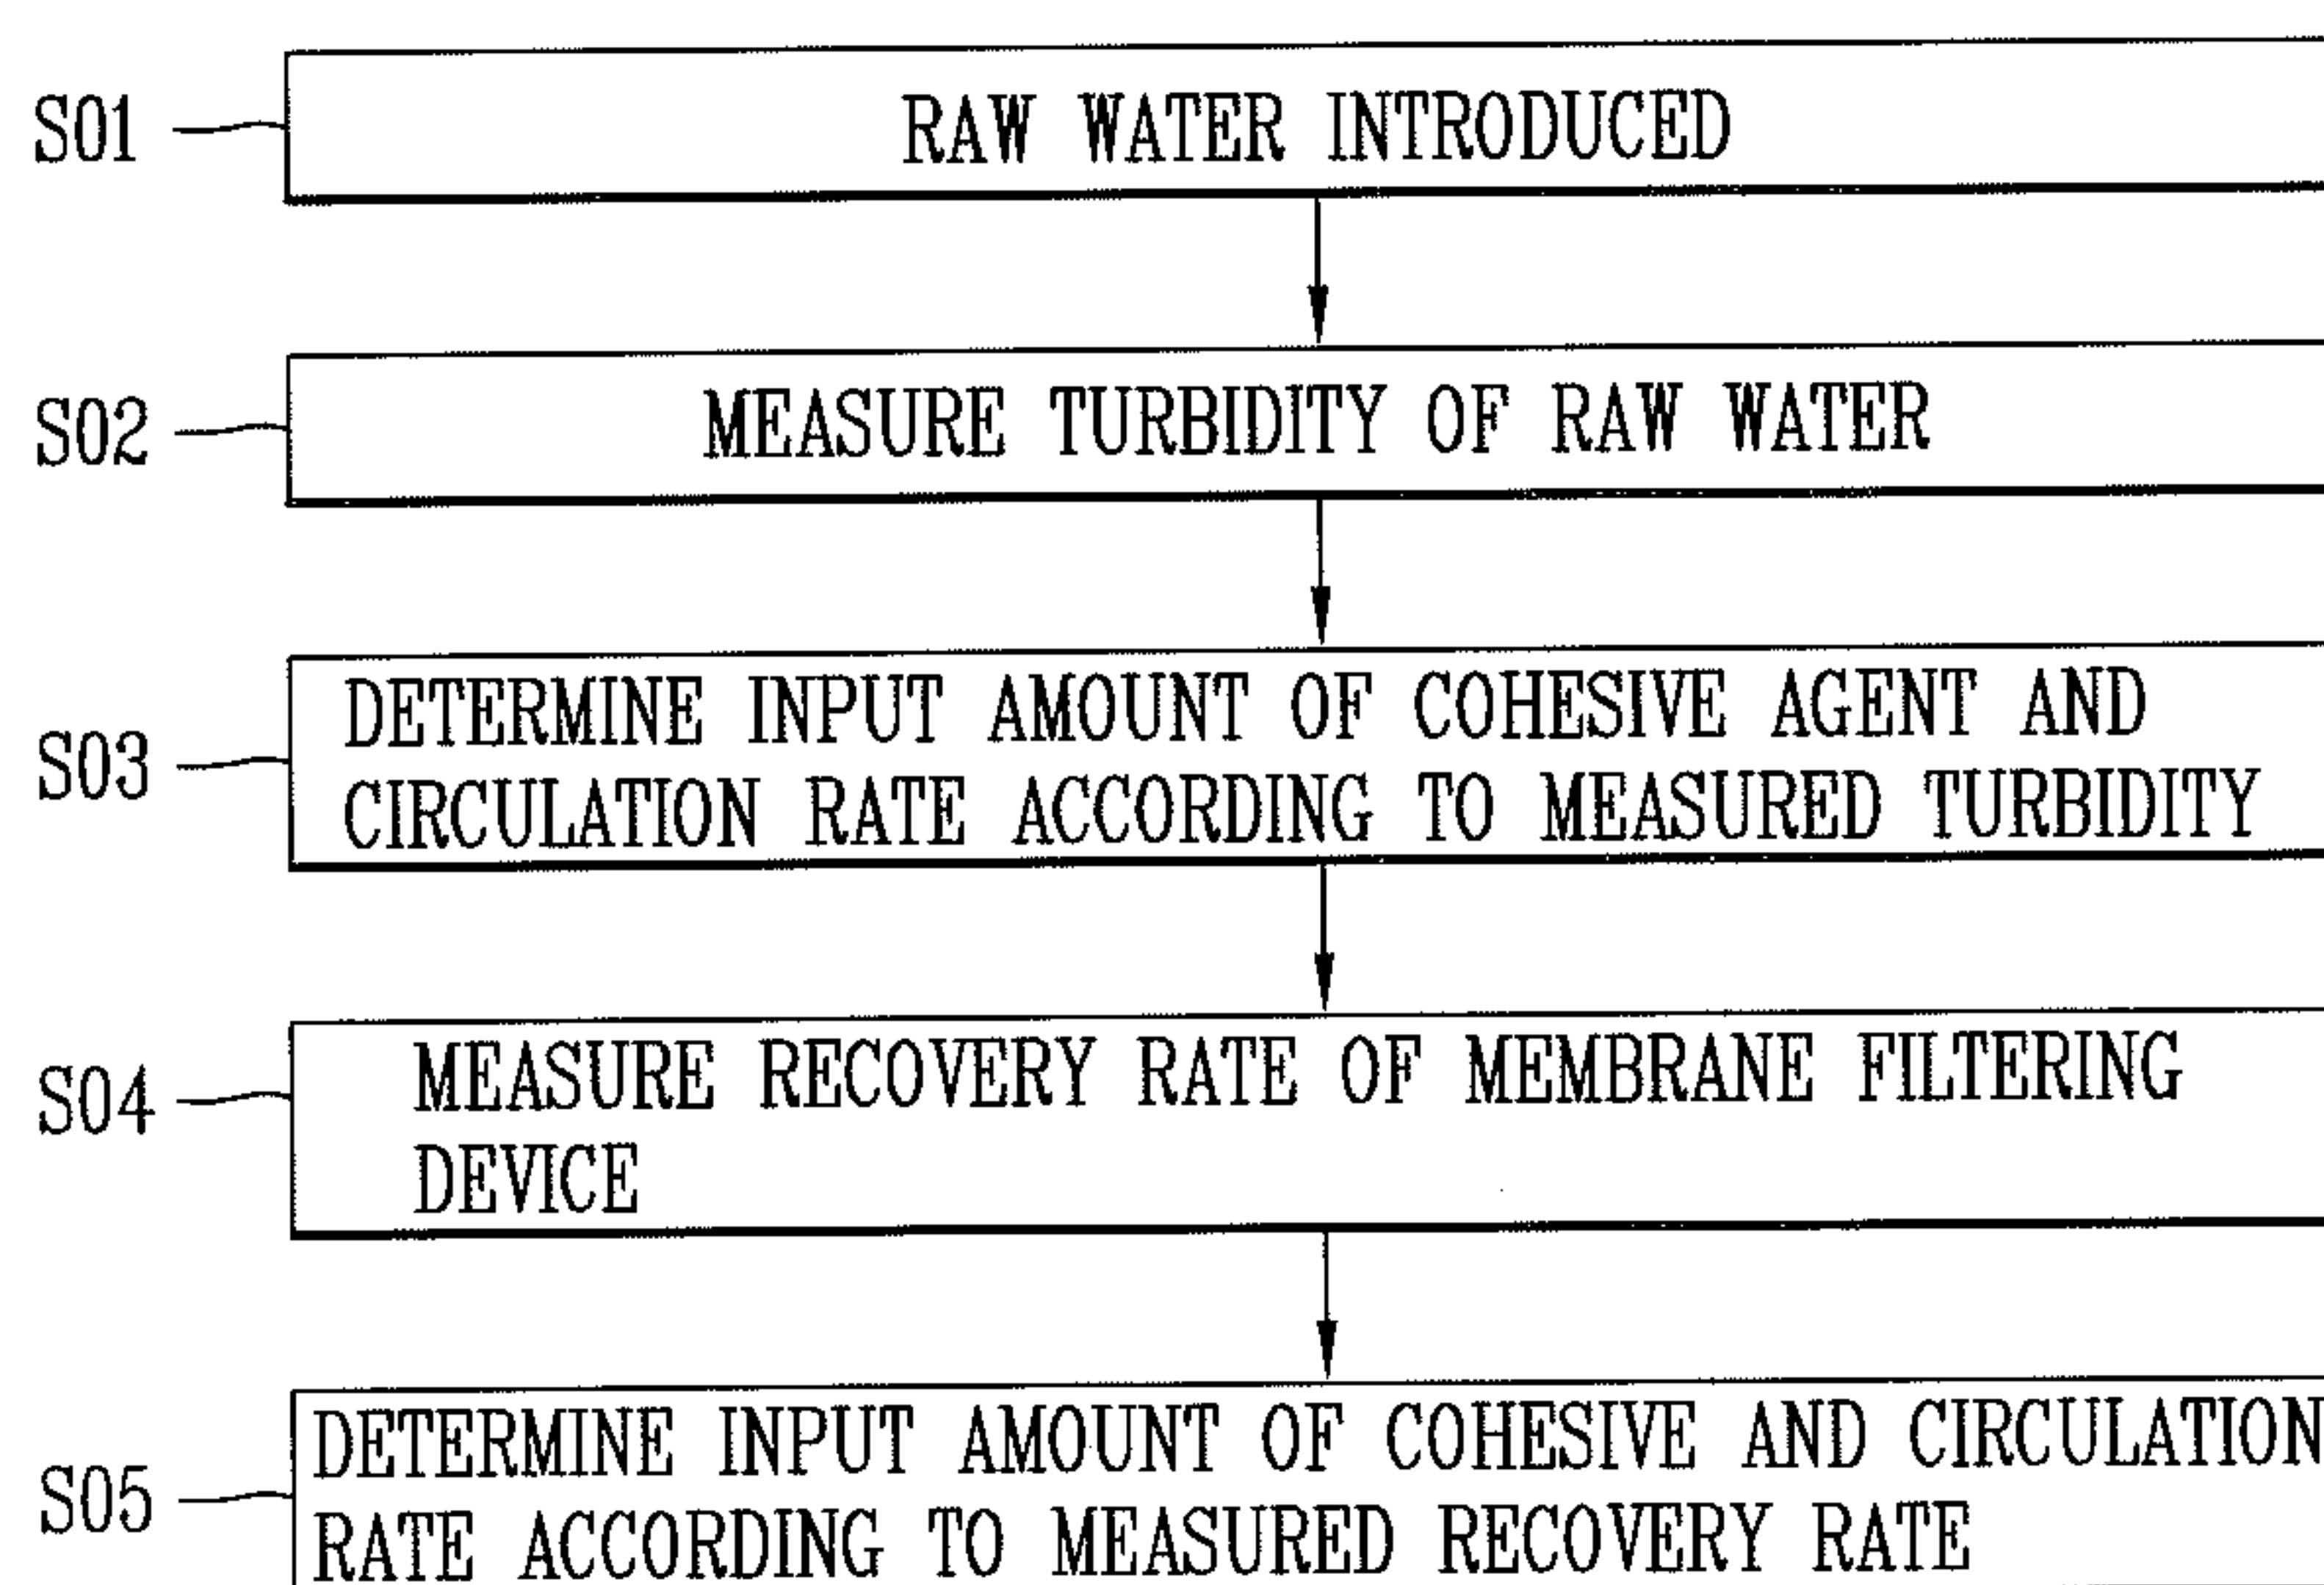 S01
RAW WATER INTRODUCED
S02
MEASURE TURBIDITY OF RAW WATER
S03
DETERMINE INPUT AMOUNT OF COHESIVE AGENT AND
CIRCULATION RATE ACCORDING TO MEASURED TURBIDITY
S04
MEASURE RECOVERY RATE OF MEMBRANE FILTERING
DEVICE
S05
DETERMINE INPUT AMOUNT OF COHESIVE AND CIRCULATION
RATE ACCORDING TO MEASURED RECOVERY RATE